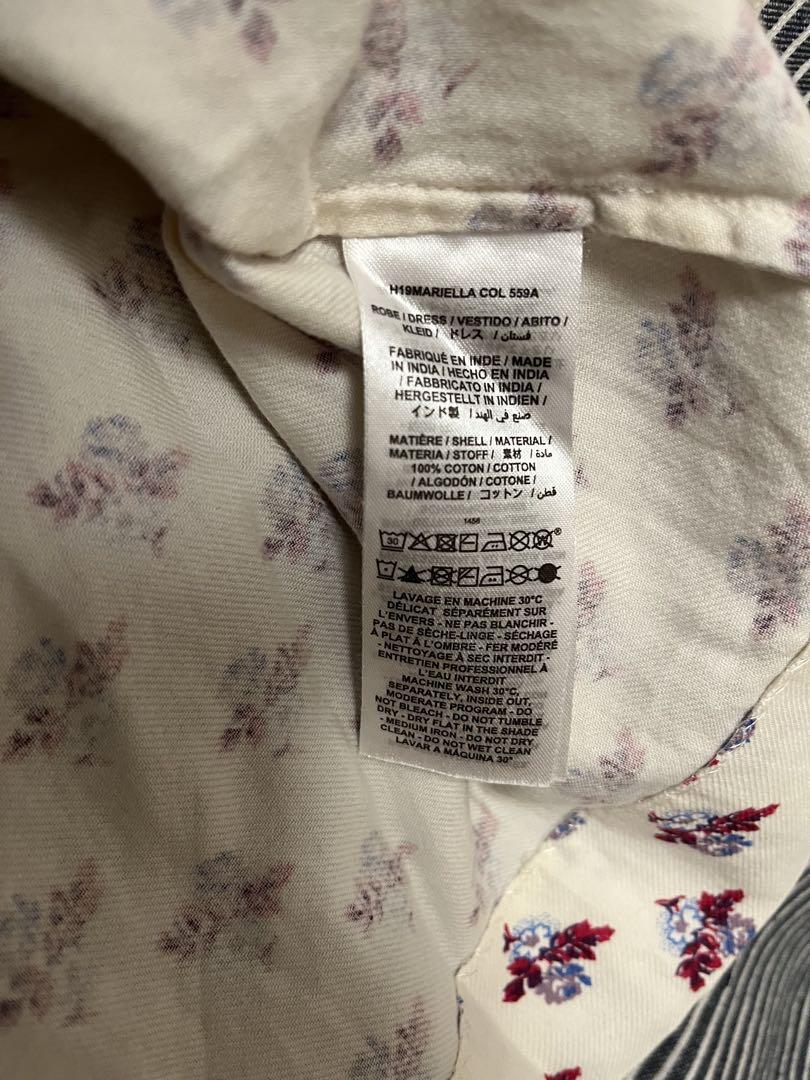 H19MARIELLA COL 559A
ROBE / DRESS / VESTIDO / ABITO /
KLEID / ドレス / فستان
FABRIQUÉ EN INDE / MADE
IN INDIA / HECHO EN INDIA
/ FABBRICATO IN INDIA /
HERGESTELLT IN INDIEN /
インド製 / صنع في الهند
MATIÈRE / SHELL / MATERIAL /
MATERIA / STOFF / 素材 / مادة
100% COTON / COTTON
/ ALGODÓN / COTONE /
BAUMWOLLE / コットン / قطن
1456
30 W ®
LAVAGE EN MACHINE 30°C
DÉLICAT SÉPARÉMENT SUR
L'ENVERS - NE PAS BLANCHIR -
PAS DE SÈCHE-LINGE - SÉCHAGE
À PLAT À L'OMBRE - FER MODÉRÉ
- NETTOYAGE À SEC INTERDIT -
ENTRETIEN PROFESSIONNEL À
L'EAU INTERDIT
MACHINE WASH 30°C,
SEPARATELY, INSIDE OUT,
MODERATE PROGRAM - DO
NOT BLEACH - DO NOT TUMBLE
DRY - DRY FLAT IN THE SHADE
- MEDIUM IRON - DO NOT DRY
CLEAN - DO NOT WET CLEAN
LAVAR A MÁQUINA 30°